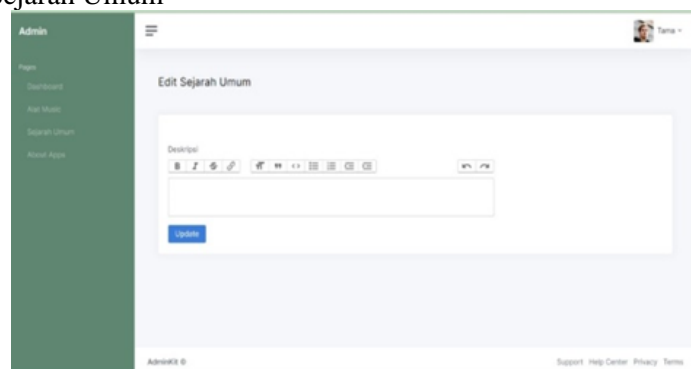 Sejarah Umum
Admin
Tama
Pages
Dashboard
Alat Music
Sejarah Umum
About Apps
Edit Sejarah Umum
Deskripsi
B I S
Update
AdminKit ©
Support Help Center Privacy Terms